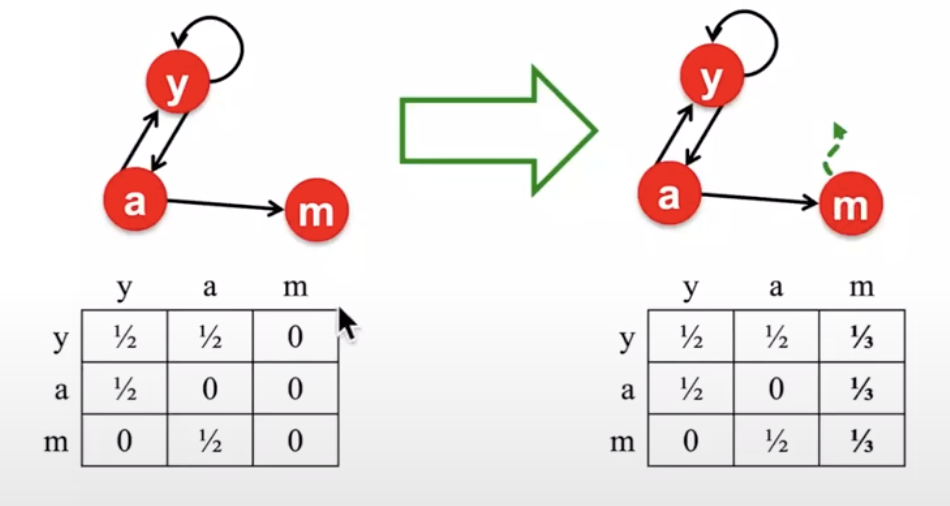 y
y
a
m
a
m
y a m
y ½ ½ 0
a ½ 0 0
m 0 ½ 0
y a m
y ½ ½ ⅓
a ½ 0 ⅓
m 0 ½ ⅓